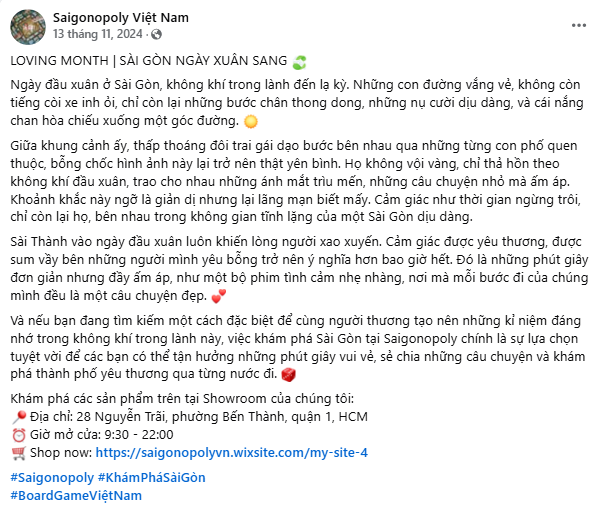 Saigonopoly Việt Nam
13 tháng 11, 2024 ·
LOVING MONTH | SÀI GÒN NGÀY XUÂN SANG
Ngày đầu xuân ở Sài Gòn, không khí trong lành đến lạ kỳ. Những con đường vắng vẻ, không còn
tiếng còi xe inh ỏi, chỉ còn lại những bước chân thong dong, những nụ cười dịu dàng, và cái nắng
chan hòa chiếu xuống một góc đường.
Giữa khung cảnh ấy, thấp thoáng đôi trai gái dạo bước bên nhau qua những từng con phố quen
thuộc, bỗng chốc hình ảnh này lại trở nên thật yên bình. Họ không vội vàng, chỉ thả hồn theo
không khí đầu xuân, trao cho nhau những ánh mắt trìu mến, những câu chuyện nhỏ mà ấm áp.
Khoảnh khắc này ngỡ là giản dị nhưng lại lãng mạn biết mấy. Cảm giác như thời gian ngừng trôi,
chỉ còn lại họ, bên nhau trong không gian tĩnh lặng của một Sài Gòn dịu dàng.
Sài Thành vào ngày đầu xuân luôn khiến lòng người xao xuyến. Cảm giác được yêu thương, được
sum vầy bên những người mình yêu bỗng trở nên ý nghĩa hơn bao giờ hết. Đó là những phút giây
đơn giản nhưng đầy ấm áp, như một bộ phim tình cảm nhẹ nhàng, nơi mà mỗi bước đi của chúng
mình đều là một câu chuyện đẹp.
Và nếu bạn đang tìm kiếm một cách đặc biệt để cùng người thương tạo nên những kỉ niệm đáng
nhớ trong không khí trong lành này, việc khám phá Sài Gòn tại Saigonopoly chính là sự lựa chọn
tuyệt vời để các bạn có thể tận hưởng những phút giây vui vẻ, sẻ chia những câu chuyện và khám
phá thành phố yêu thương qua từng nước đi.
Khám phá các sản phẩm trên tại Showroom của chúng tôi:
Địa chỉ: 28 Nguyễn Trãi, phường Bến Thành, quận 1, HCM
Giờ mở cửa: 9:30 - 22:00
Shop now: https://saigonopolyvn.wixsite.com/my-site-4
#Saigonopoly #KhámPháSàiGòn
#BoardGameViệtNam